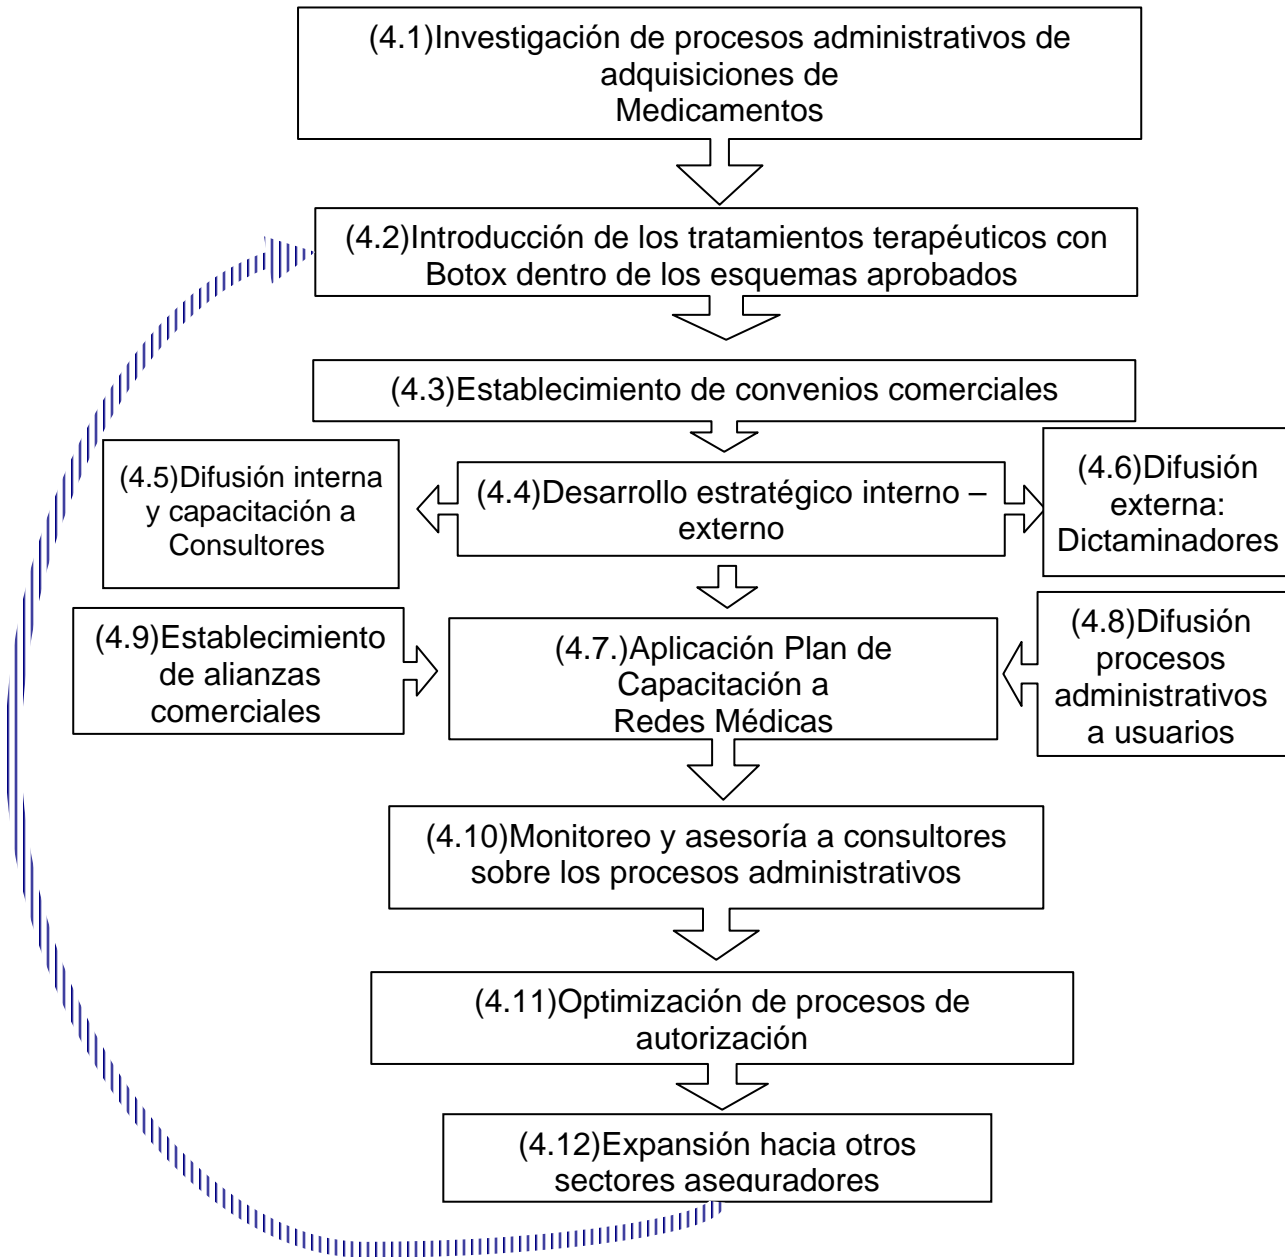 (4.1)Investigación de procesos administrativos de
adquisiciones de
Medicamentos
(4.2)Introducción de los tratamientos terapéuticos con
Botox dentro de los esquemas aprobados
(4.3)Establecimiento de convenios comerciales
(4.5)Difusión interna
y capacitación a
Consultores
(4.4)Desarrollo estratégico interno –
externo
(4.6)Difusión
externa:
Dictaminadores
(4.9)Establecimiento
de alianzas
comerciales
(4.7.)Aplicación Plan de
Capacitación a
Redes Médicas
(4.8)Difusión
procesos
administrativos
a usuarios
(4.10)Monitoreo y asesoría a consultores
sobre los procesos administrativos
(4.11)Optimización de procesos de
autorización
(4.12)Expansión hacia otros
sectores aseguradores